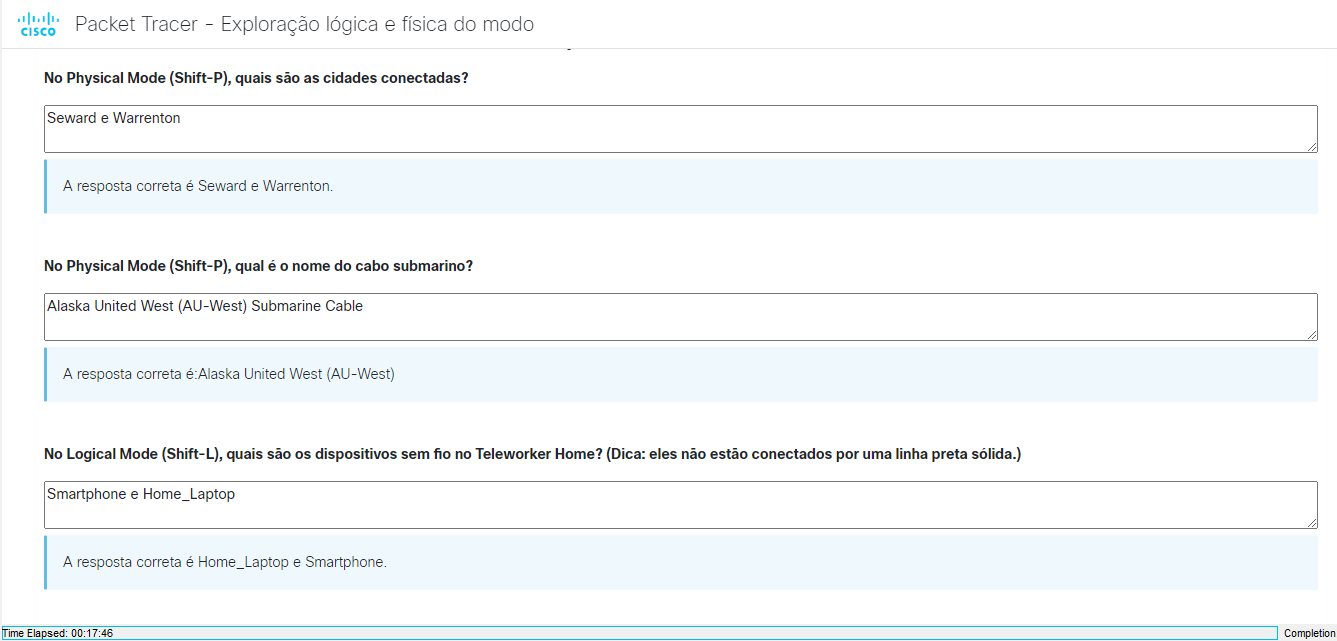 CISCO
Packet Tracer - Exploração lógica e física do modo
No Physical Mode (Shift-P), quais são as cidades conectadas?
Seward e Warrenton
A resposta correta é Seward e Warrenton.
No Physical Mode (Shift-P), qual é o nome do cabo submarino?
Alaska United West (AU-West) Submarine Cable
A resposta correta é:Alaska United West (AU-West)
No Logical Mode (Shift-L), quais são os dispositivos sem fio no Teleworker Home? (Dica: eles não estão conectados por uma linha preta sólida.)
Smartphone e Home_Laptop
A resposta correta é Home_Laptop e Smartphone.
Time Elapsed: 00:17:46 Completion